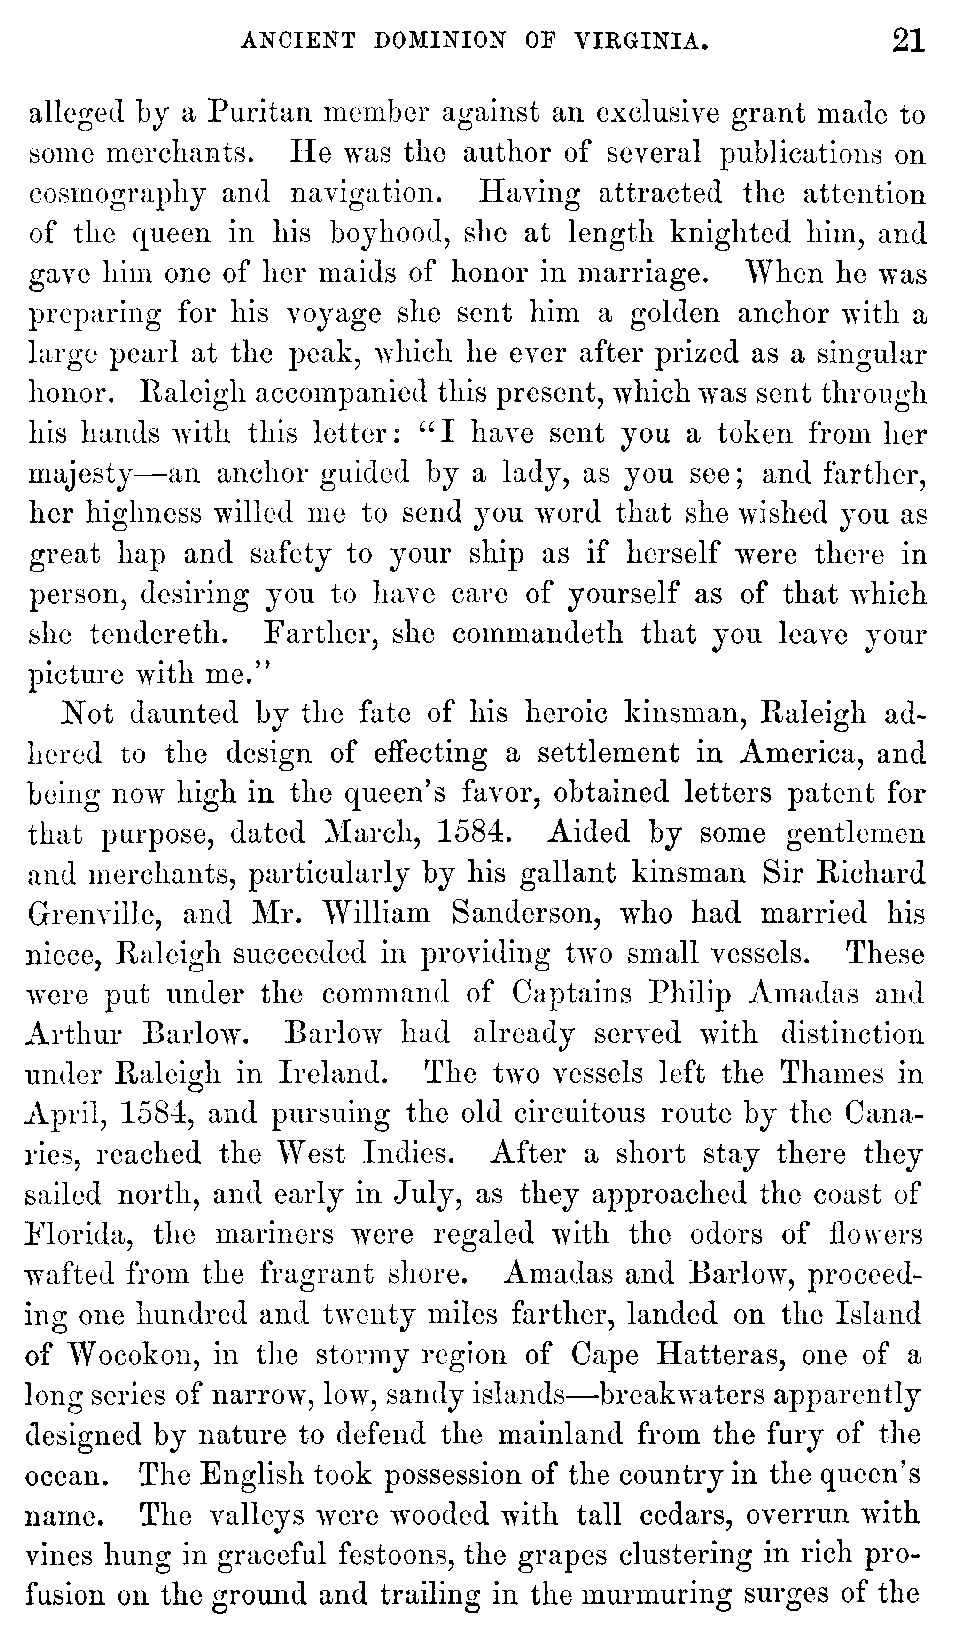 ANCIENT DOMINION OF VIRGINIA. 21
alleged by a Puritan member against an exclusive grant made to
some merchants. He was the author of several publications on
cosmography and navigation. Having attracted the attention
of the queen in his boyhood, she at length knighted him, and
gave him one of her maids of honor in marriage. When he was
preparing for his voyage she sent him a golden anchor with a
large pearl at the peak, which he ever after prized as a singular
honor. Raleigh accompanied this present, which was sent through
his hands with this letter: "I have sent you a token from her
majesty—an anchor guided by a lady, as you see; and farther,
her highness willed me to send you word that she wished you as
great hap and safety to your ship as if herself were there in
person, desiring you to have care of yourself as of that which
she tendereth. Farther, she commandeth that you leave your
picture with me."
Not daunted by the fate of his heroic kinsman, Raleigh ad-
hered to the design of effecting a settlement in America, and
being now high in the queen's favor, obtained letters patent for
that purpose, dated March, 1584. Aided by some gentlemen
and merchants, particularly by his gallant kinsman Sir Richard
Grenville, and Mr. William Sanderson, who had married his
niece, Raleigh succeeded in providing two small vessels. These
were put under the command of Captains Philip Amadas and
Arthur Barlow. Barlow had already served with distinction
under Raleigh in Ireland. The two vessels left the Thames in
April, 1584, and pursuing the old circuitous route by the Cana-
ries, reached the West Indies. After a short stay there they
sailed north, and early in July, as they approached the coast of
Florida, the mariners were regaled with the odors of flowers
wafted from the fragrant shore. Amadas and Barlow, proceed-
ing one hundred and twenty miles farther, landed on the Island
of Wocokon, in the stormy region of Cape Hatteras, one of a
long series of narrow, low, sandy islands—breakwaters apparently
designed by nature to defend the mainland from the fury of the
ocean. The English took possession of the country in the queen's
name. The valleys were wooded with tall cedars, overrun with
vines hung in graceful festoons, the grapes clustering in rich pro-
fusion on the ground and trailing in the murmuring surges of the